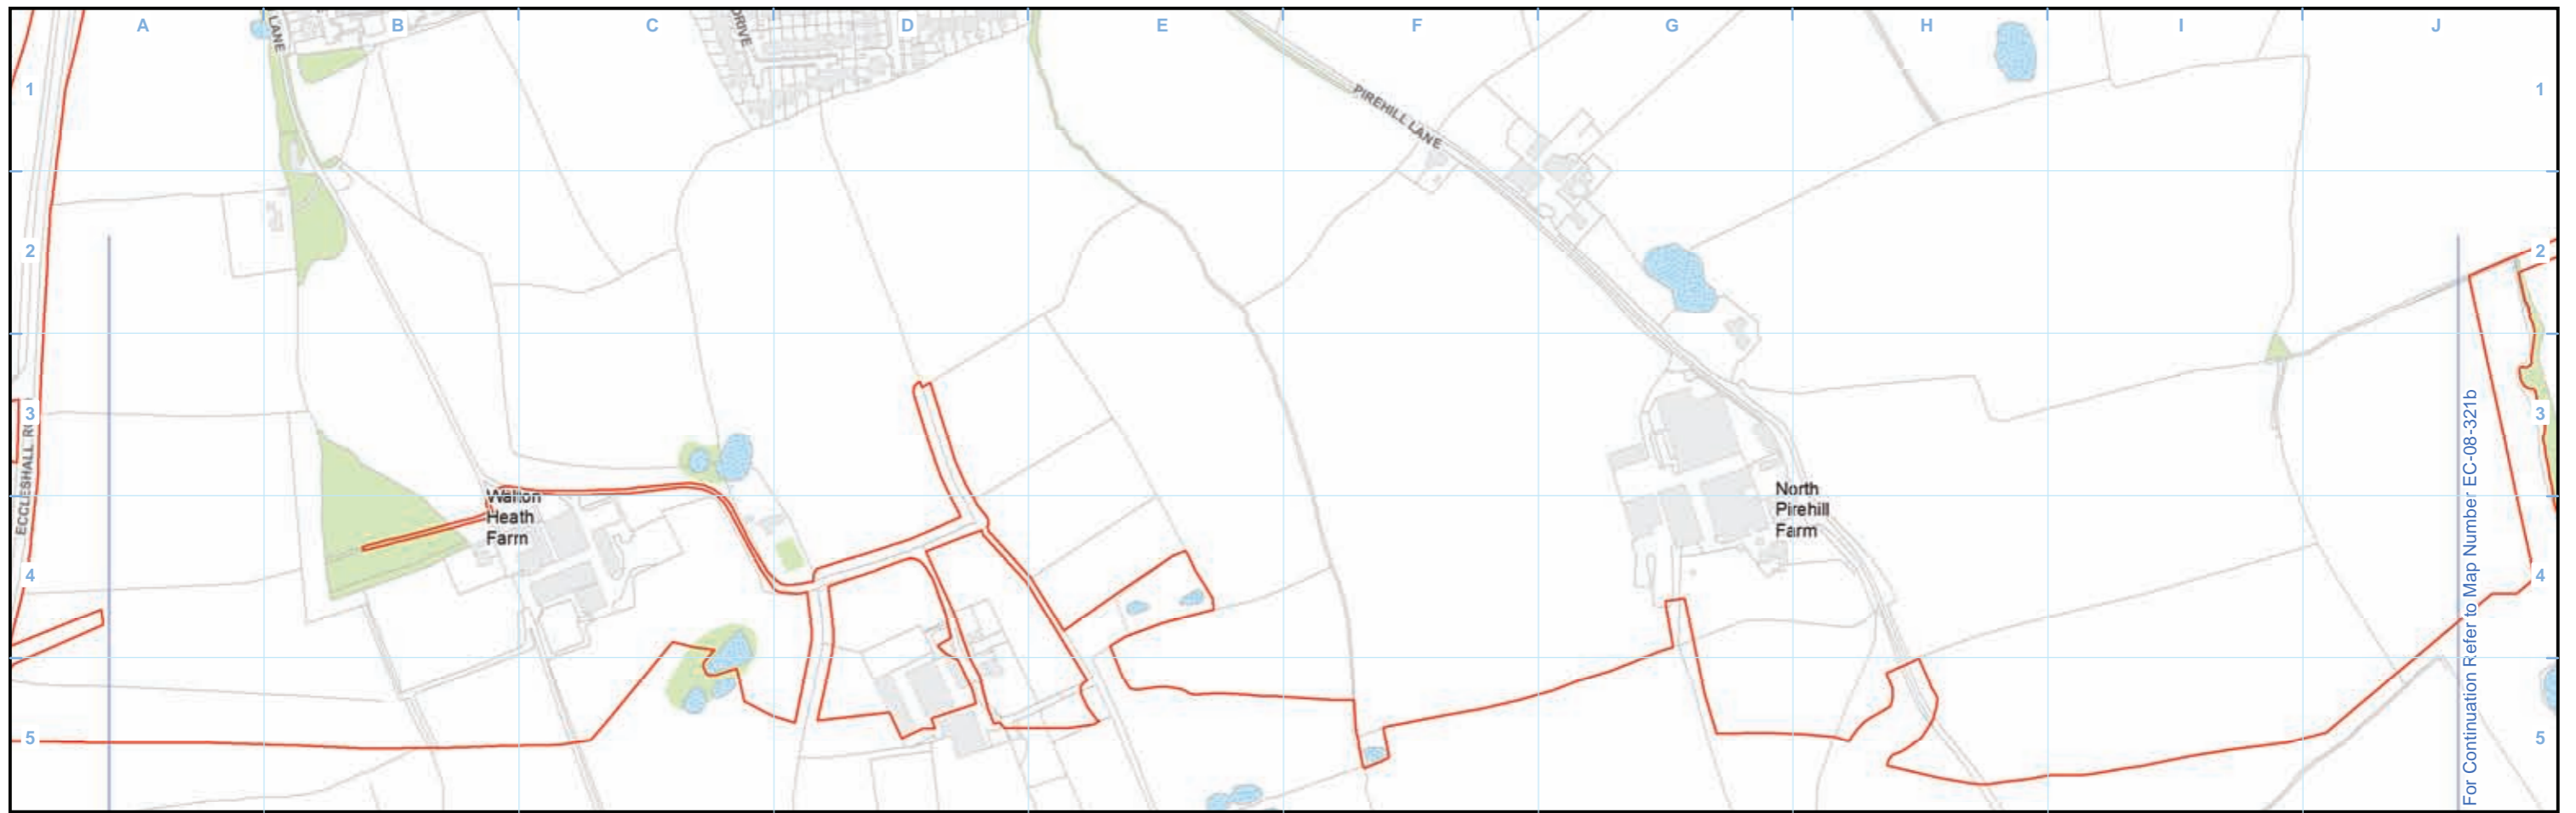 A B C D E F G H I J
LANE
DRIVE
1 1
PIREHILL LANE
2 2
3 3
ECCLESHALL
Walton
Heath
Farm
North
Pirehill
Farm
4 4
5 5
For Continuation Refer to Map Number EC-08-321b